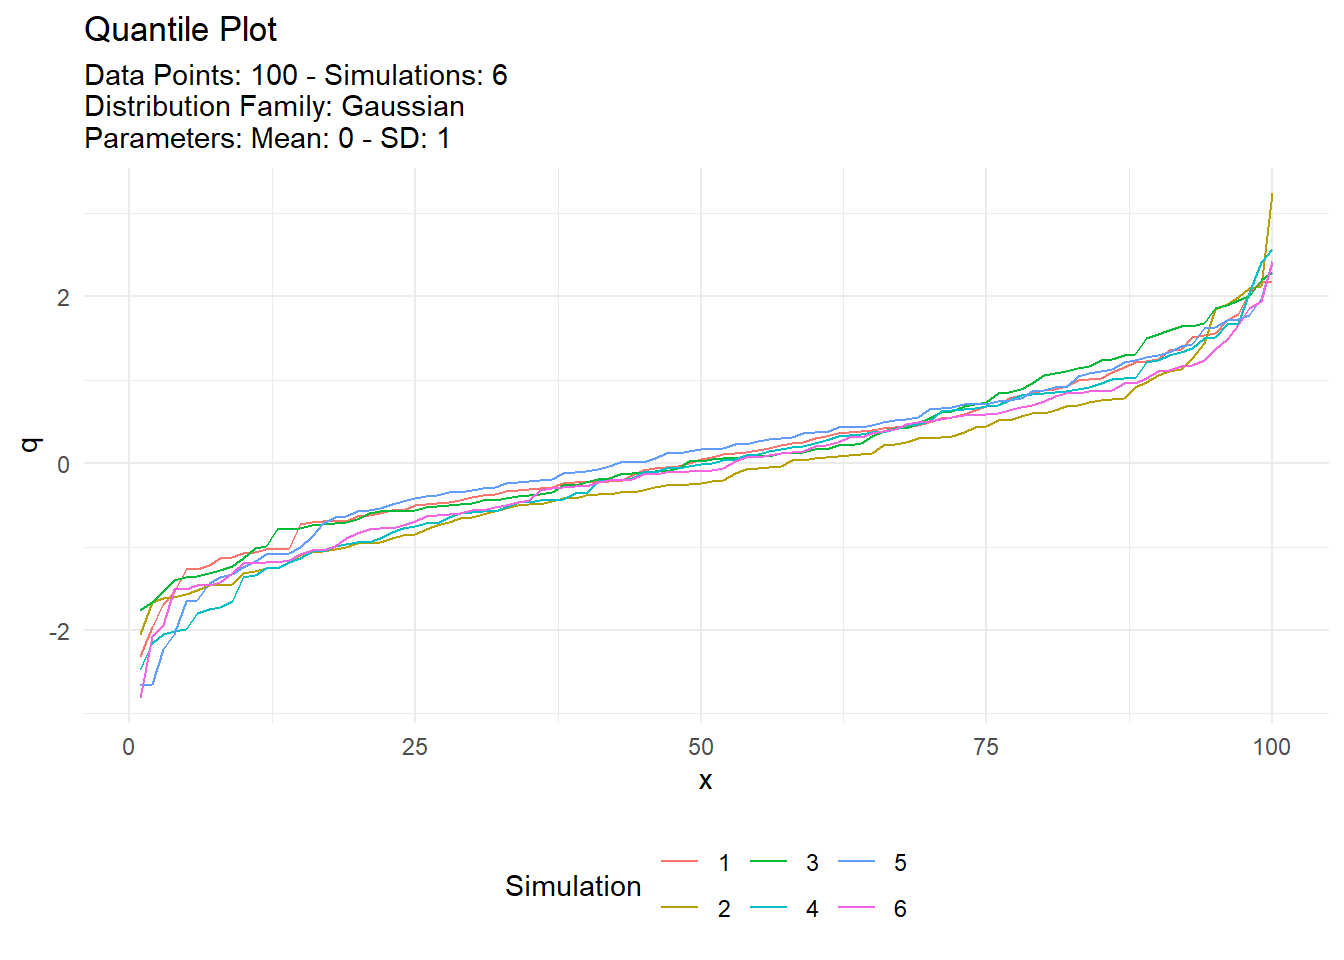 Quantile Plot
Data Points: 100 - Simulations: 6
Distribution Family: Gaussian
Parameters: Mean: 0 - SD: 1
q
2
0
-2
0 25 50 75 100
x
Simulation
1 3 5
2 4 6